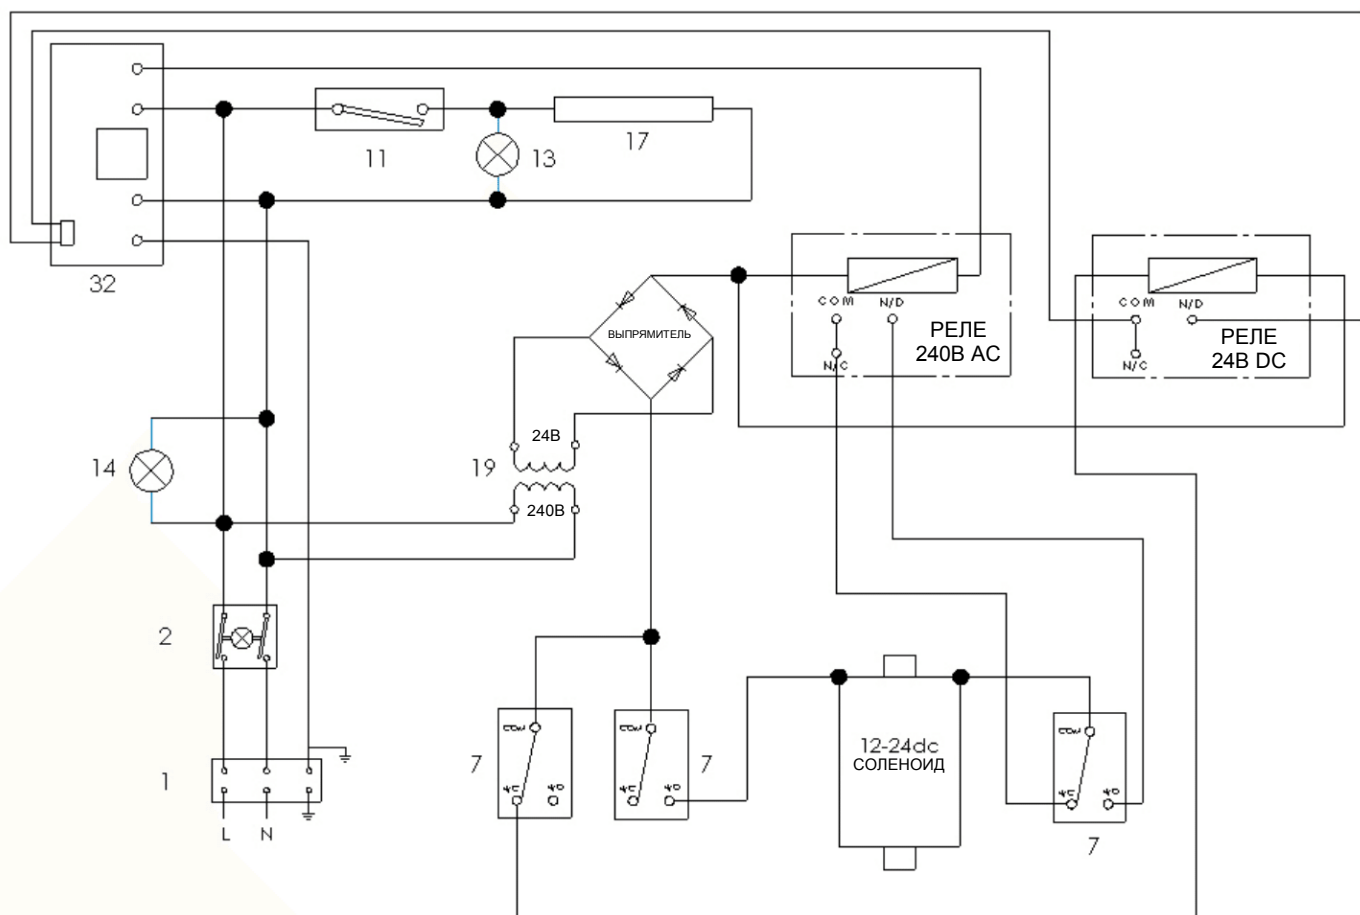 11
17
13
32
COM
N/D
РЕЛЕ
240В AC
N/C
COM
N/D
РЕЛЕ
24В DC
N/C
ВЫПРЯМИТЕЛЬ
24В
19
240В
14
2
1
L
N
COM
7
COM
7
12-24dc
СОЛЕНОИД
COM
7